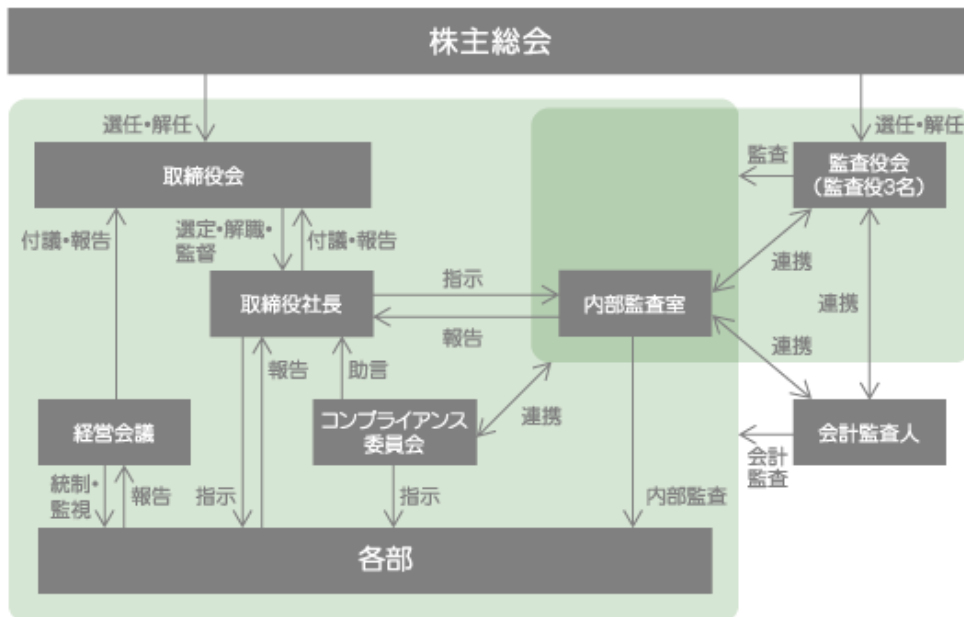 株主総会
選任・解任
選任・解任
取締役会
監査
監査役会
(監査役3名)
付議・報告
選定・解職・
監督
付議・報告
連携
取締役社長
指示
内部監査室
連携
報告
報告
助言
連携
経営会議
コンプライアンス
委員会
連携
会計監査人
会計
監査
統制・
監視
報告
指示
指示
内部監査
各部